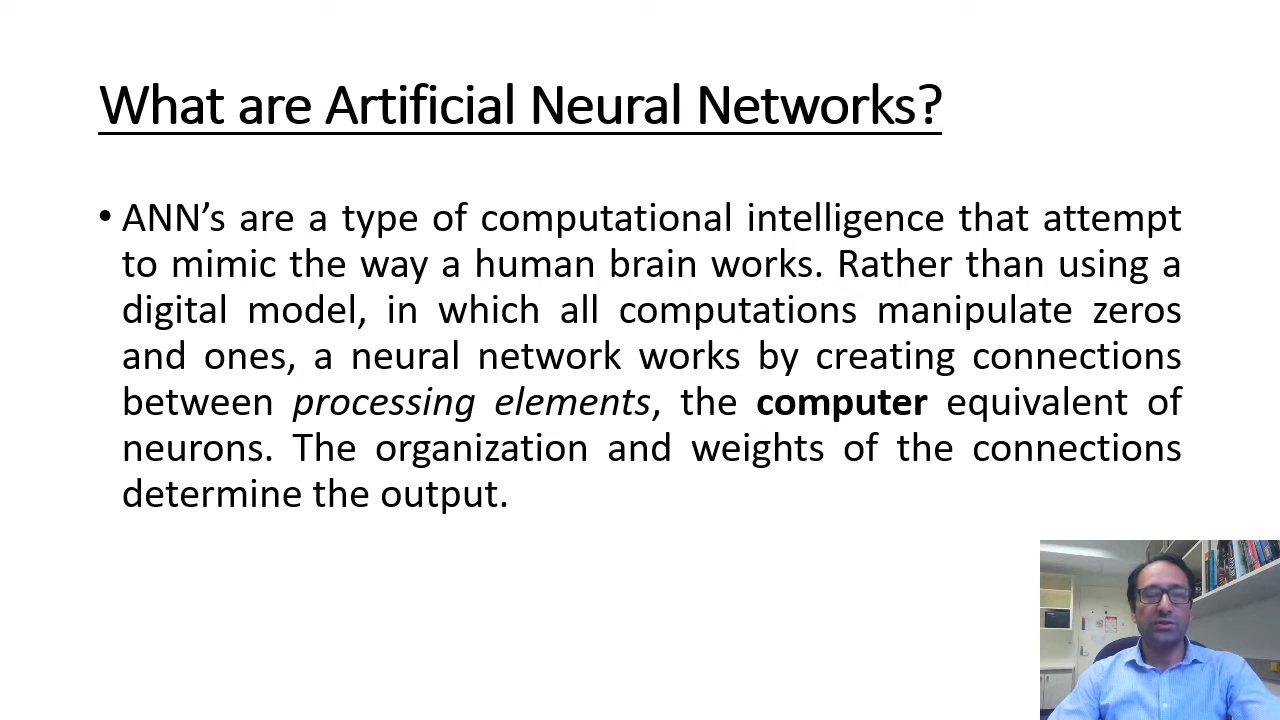 What are Artificial Neural Networks?
• ANN’s are a type of computational intelligence that attempt
to mimic the way a human brain works. Rather than using a
digital model, in which all computations manipulate zeros
and ones, a neural network works by creating connections
between processing elements, the computer equivalent of
neurons. The organization and weights of the connections
determine the output.